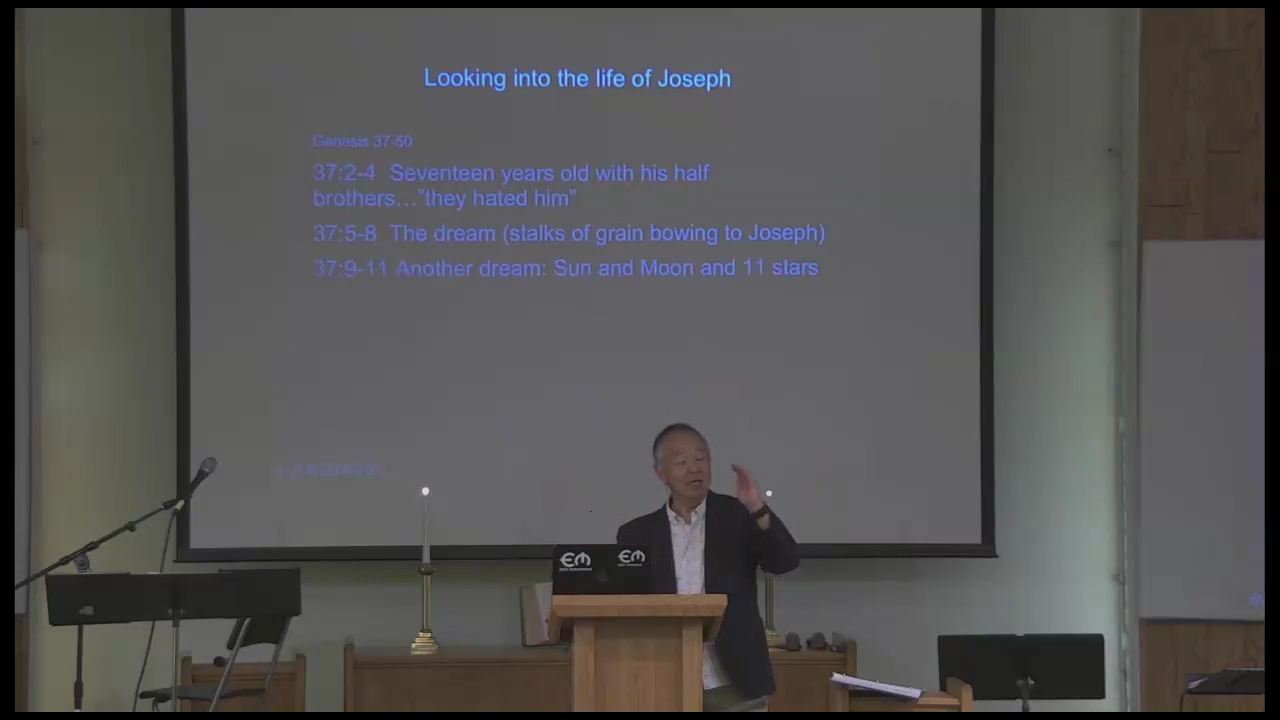 Looking into the life of Joseph
Genesis 37-50
37:2-4 Seventeen years old with his half
brothers…"they hated him"
37:5-8 The dream (stalks of grain bowing to Joseph)
37:9-11 Another dream: Sun and Moon and 11 stars
EM
EM